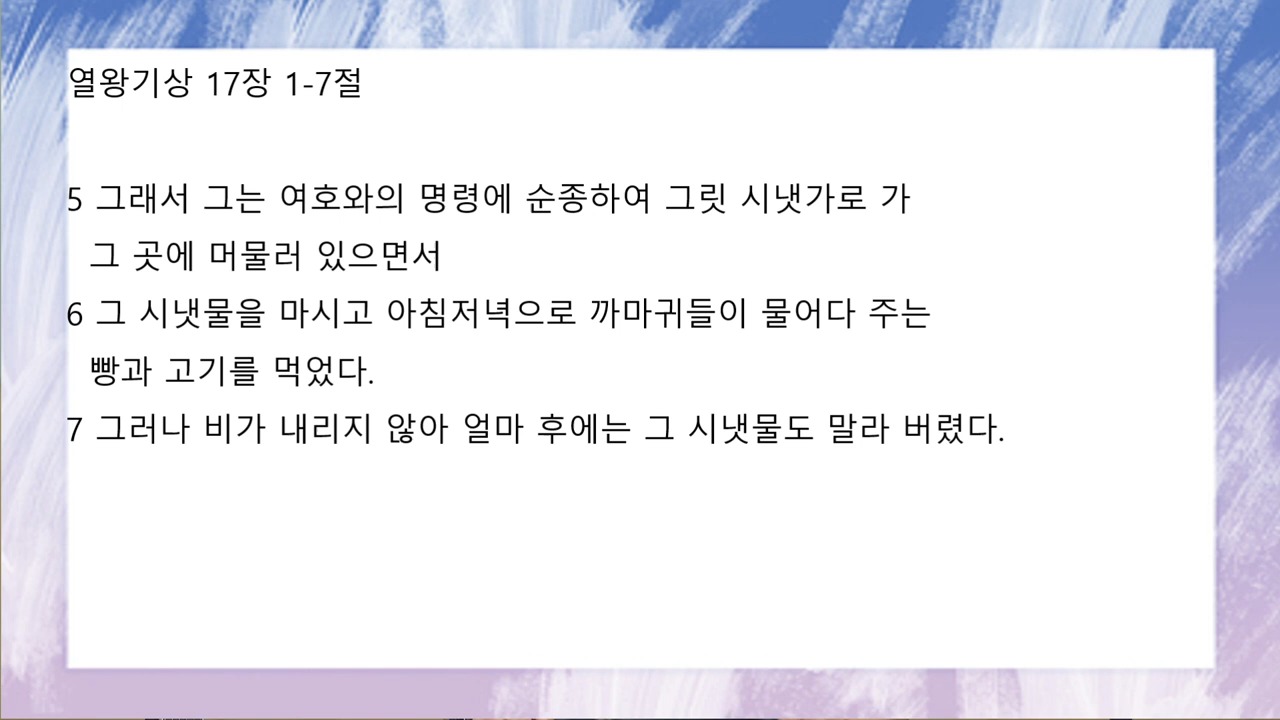 열왕기상 17장 1-7절
5 그래서 그는 여호와의 명령에 순종하여 그릿 시냇가로 가
그 곳에 머물러 있으면서
6 그 시냇물을 마시고 아침저녁으로 까마귀들이 물어다 주는
빵과 고기를 먹었다.
7 그러나 비가 내리지 않아 얼마 후에는 그 시냇물도 말라 버렸다.